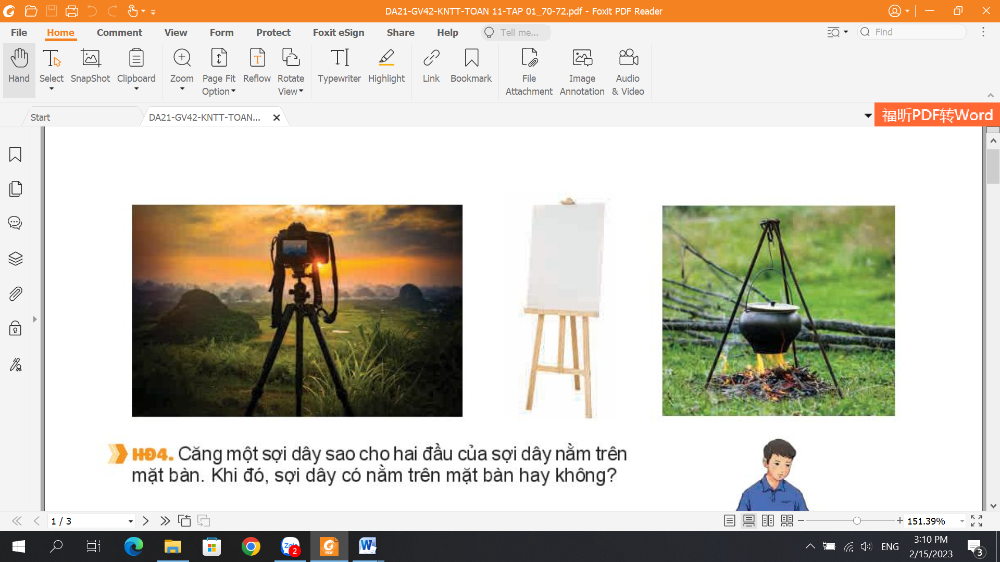 DA21-GV42-KNTT-TOAN 11-TAP 01_70-72.pdf - Foxit PDF Reader
File Home Comment View Form Protect Foxit eSign Share Help Tell me... Find
Hand Select SnapShot Clipboard Zoom Page Fit Option Reflow Rotate View Typewriter Highlight Link Bookmark File Attachment Image Annotation Audio & Video
Start DA21-GV42-KNTT-TOAN... 福昕PDF转Word
HĐ4. Căng một sợi dây sao cho hai đầu của sợi dây nằm trên
mặt bàn. Khi đó, sợi dây có nằm trên mặt bàn hay không?
1 / 3 151.39%
Zalo 2 PDF W ENG 3:10 PM 3
2/15/2023